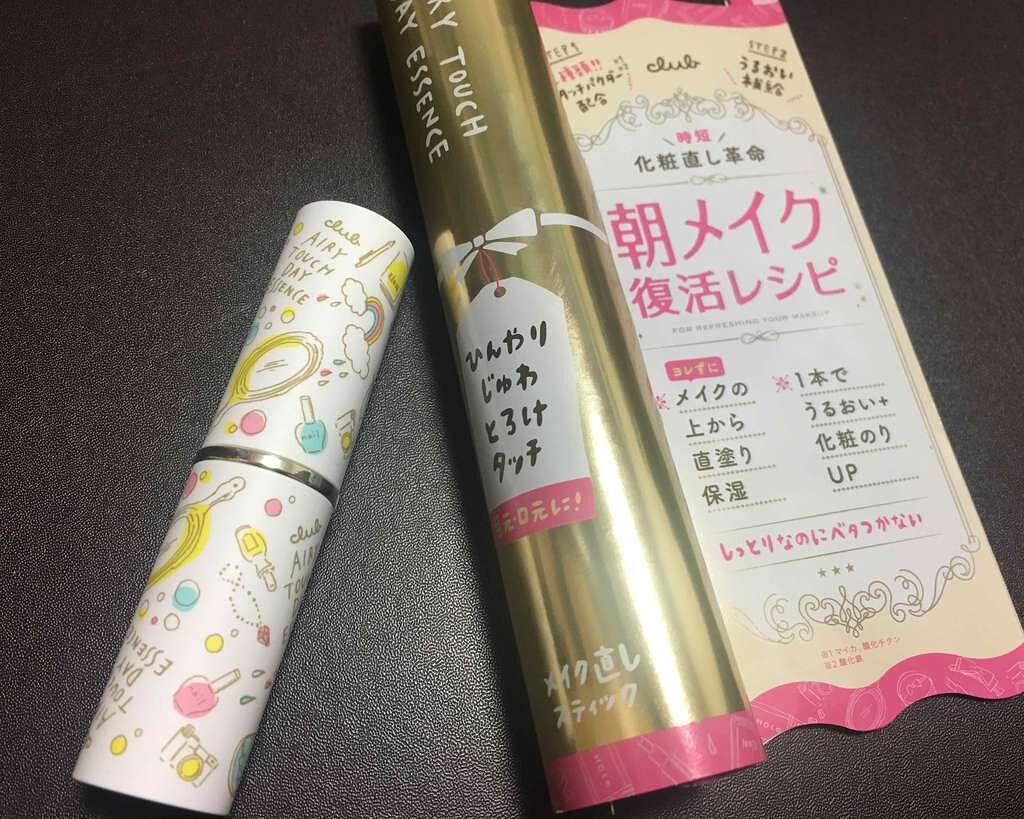 club
AIRY
TOUCH
DAY
ESSENCE
nail
club
AIRY
DAY
ESSENCE
TOUCH
AY ESSENCE
ひんやり
じゅわ
とろけ
タッチ
元・口元に!
メイク直し
スティック
STEP2
club
種類!!
うるおい
タッチパウダー
補給
配合
時短
化粧直し革命
朝メイク
復活レシピ
FOR REFRESHING YOUR MAKEUP
ヨレずに
※メイクの
上から
直塗り
保湿
※1本で
うるおい+
化粧のり
UP
しっとりなのにベタつかない
★★★
※1 マイカ、酸化チタン
※2 酸化鉄